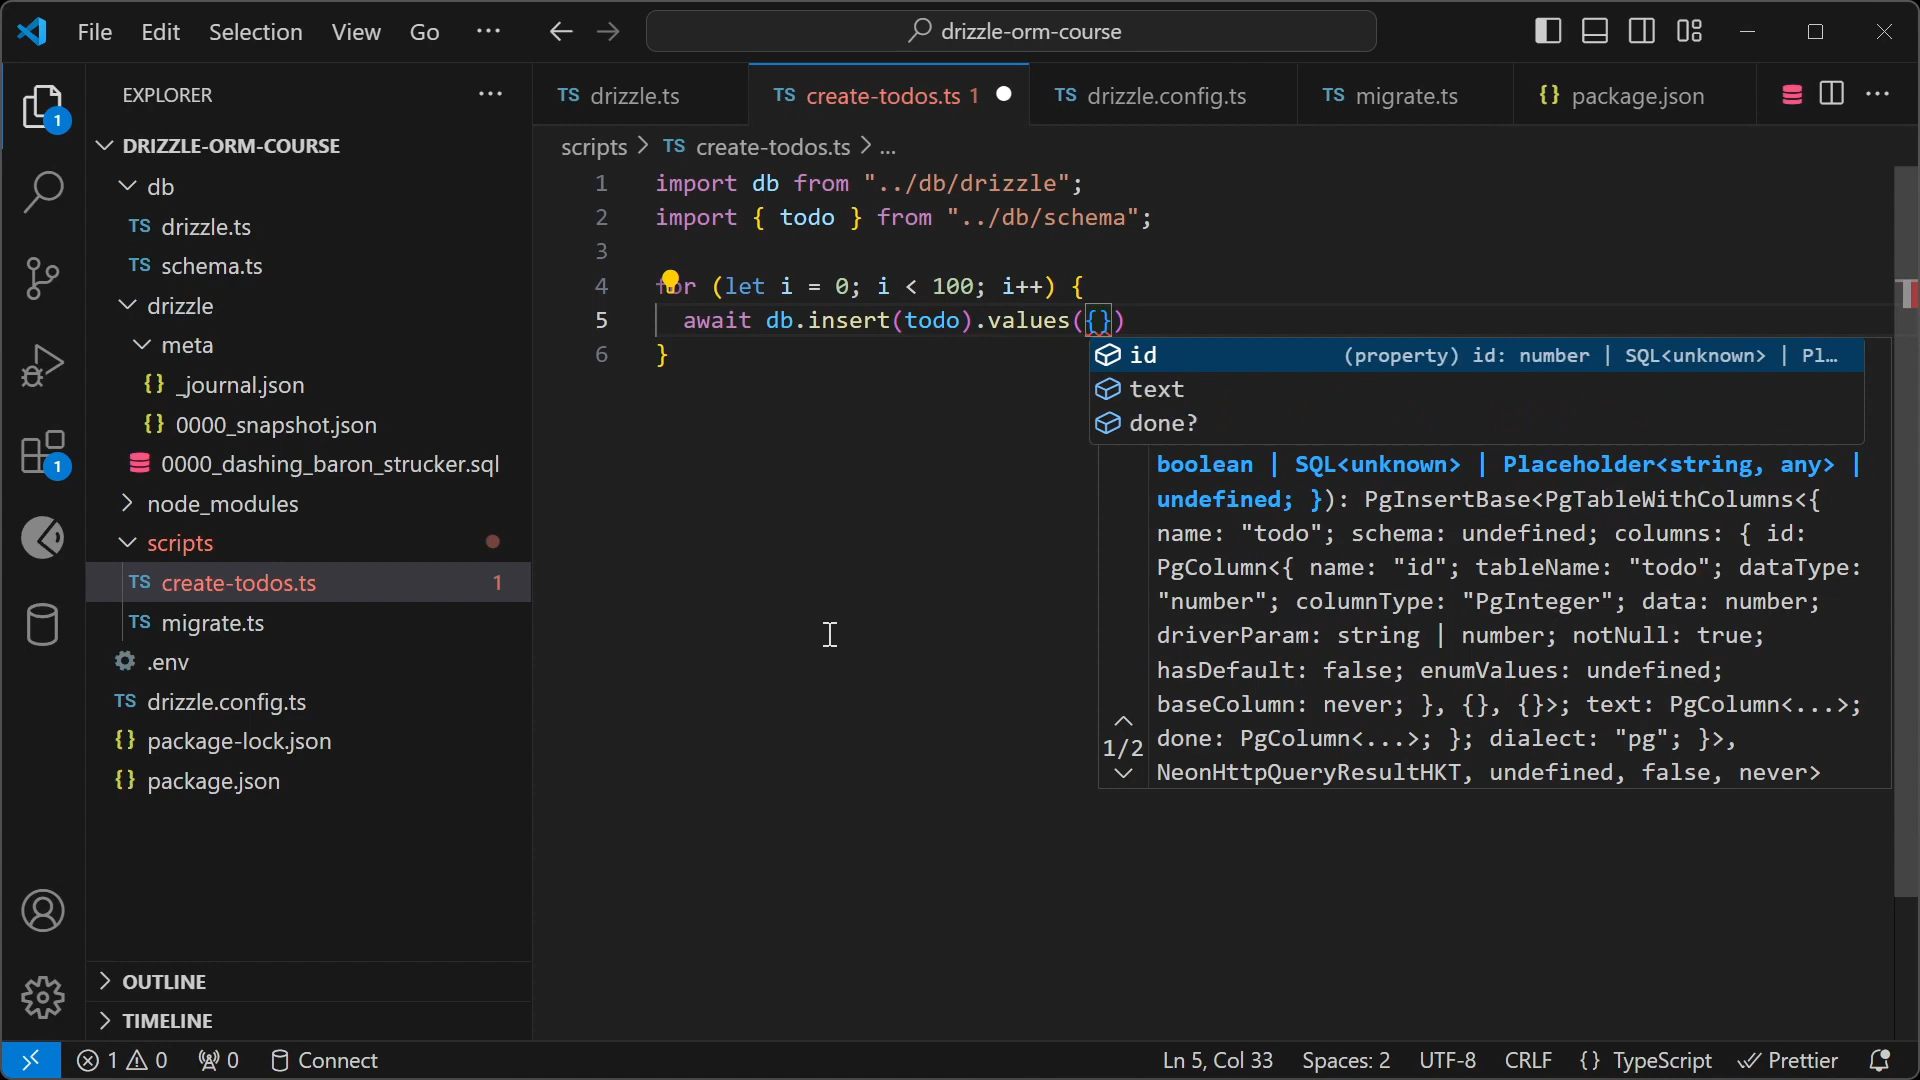 File Edit Selection View Go ··· drizzle-orm-course
EXPLORER ···
TS drizzle.ts TS create-todos.ts 1 TS drizzle.config.ts TS migrate.ts {} package.json ···
1
DRIZZLE-ORM-COURSE
scripts > TS create-todos.ts > ...
db
TS drizzle.ts
TS schema.ts
drizzle
meta
{} _journal.json
{} 0000_snapshot.json
0000_dashing_baron_strucker.sql
1
node_modules
scripts
TS create-todos.ts 1
TS migrate.ts
.env
TS drizzle.config.ts
{} package-lock.json
{} package.json
OUTLINE
TIMELINE
1 import db from "../db/drizzle";
2 import { todo } from "../db/schema";
3
4 for (let i = 0; i < 100; i++) {
5 await db.insert(todo).values({})
6 }
id (property) id: number | SQL<unknown> | Pl…
text
done?
boolean | SQL<unknown> | Placeholder<string, any> |
undefined; }): PgInsertBase<PgTableWithColumns<{
name: "todo"; schema: undefined; columns: { id:
PgColumn<{ name: "id"; tableName: "todo"; dataType:
"number"; columnType: "PgInteger"; data: number;
driverParam: string | number; notNull: true;
hasDefault: false; enumValues: undefined;
baseColumn: never; }, {}, {}>; text: PgColumn<...>;
1/2 done: PgColumn<...>; }; dialect: "pg"; }>,
NeonHttpQueryResultHKT, undefined, false, never>
1 0 0 Connect Ln 5, Col 33 Spaces: 2 UTF-8 CRLF {} TypeScript Prettier